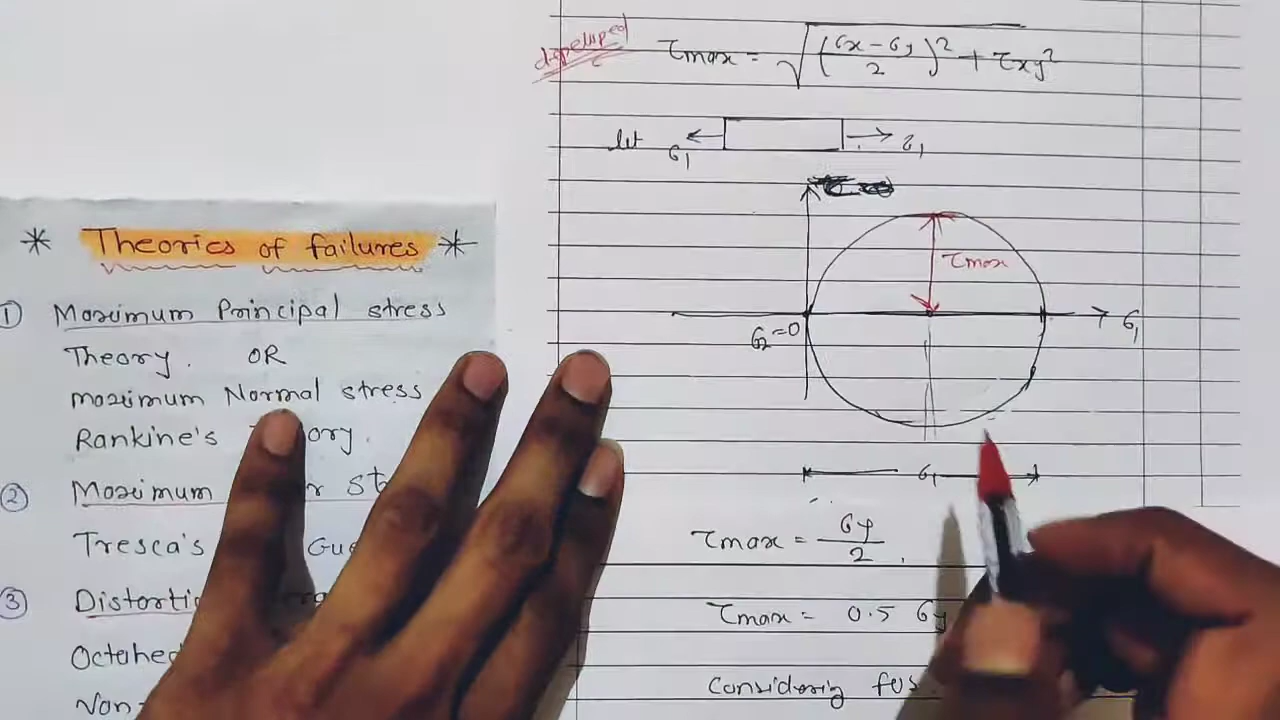 * Theories of failures *
① Maximum Principal stress
Theory. OR
maximum Normal stress
Rankine's
② Maximum
Tresca's
③
developed
τmax = √((σx-σy)/2)² + τxy²
let σ1 σ1
τmax
σ2=0 σ1
σ1
τmax = σy/2.
τmax = 0.5 σy
Considering